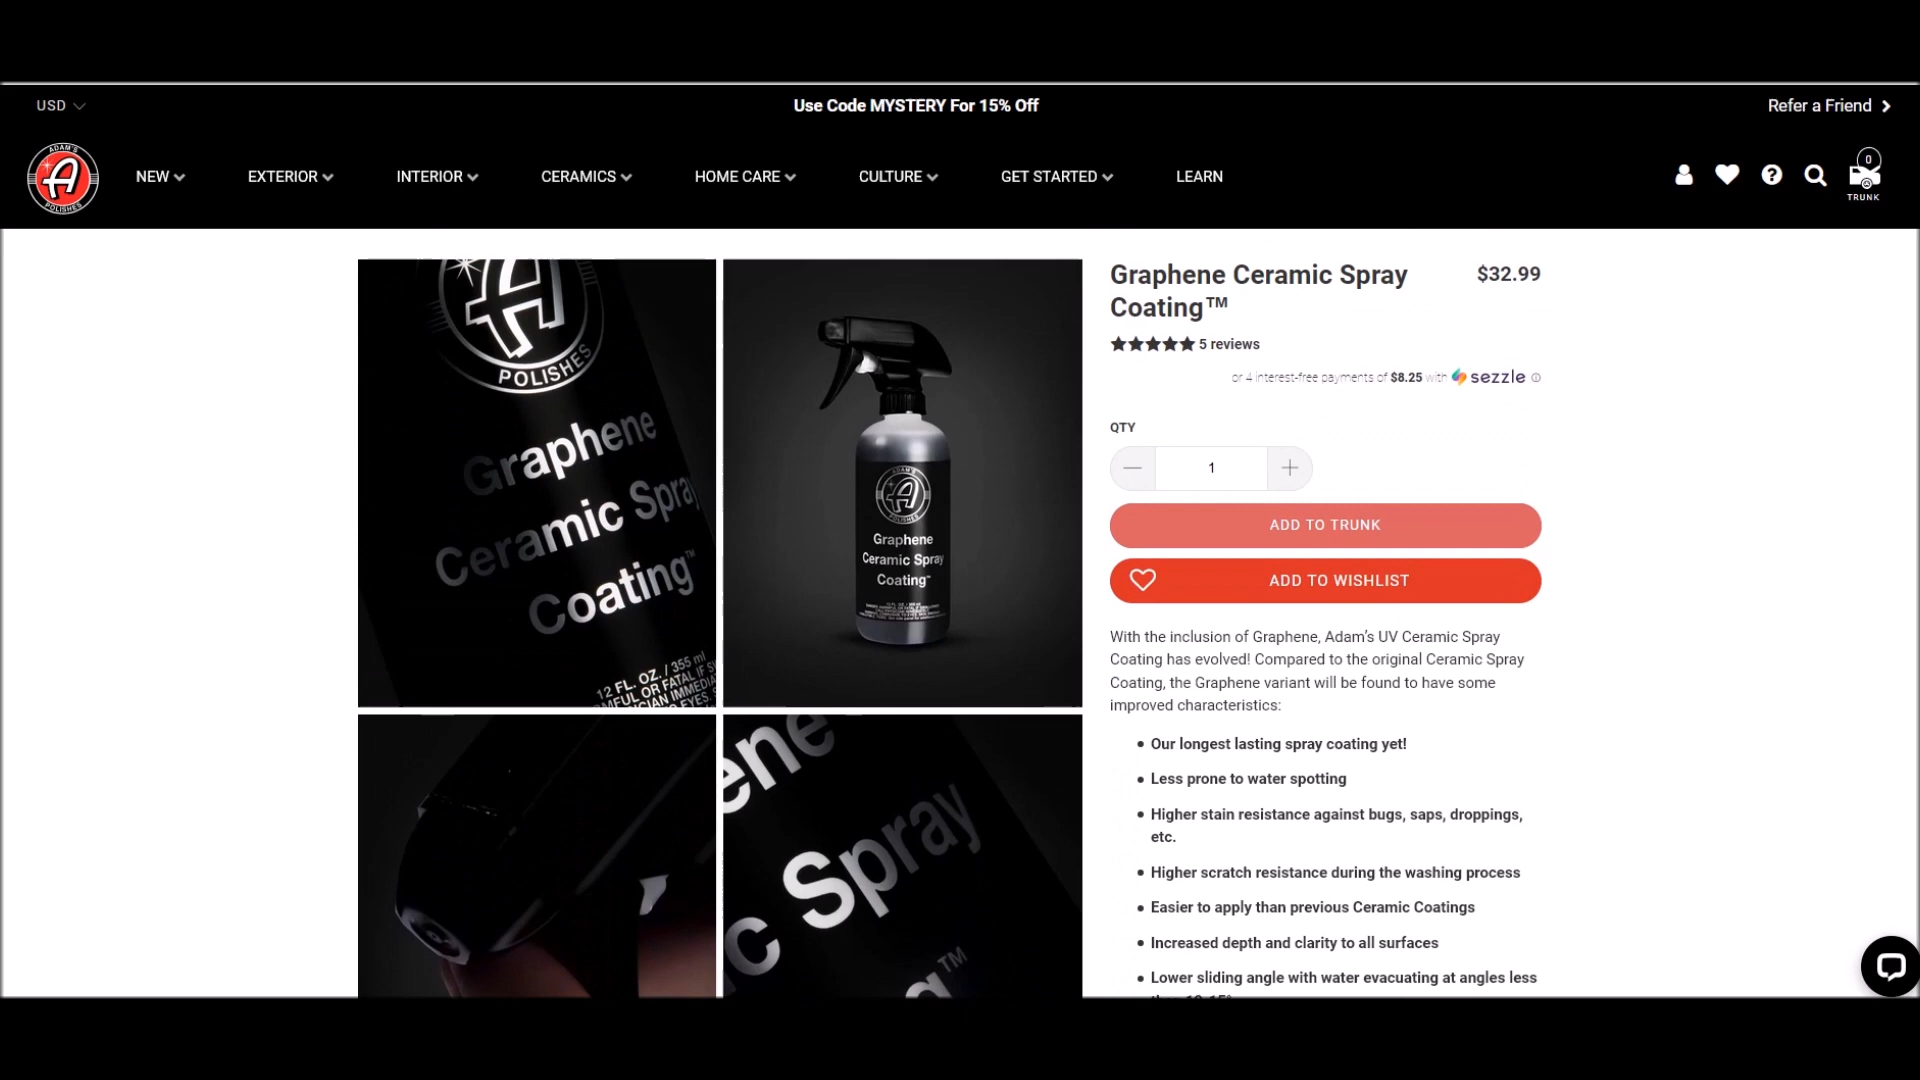 USD
Use Code MYSTERY For 15% Off
Refer a Friend
ADAM'S
POLISHES
NEW
EXTERIOR
INTERIOR
CERAMICS
HOME CARE
CULTURE
GET STARTED
LEARN
0
TRUNK
POLISHES
Graphene
Ceramic Spray
Coating™
12 FL. OZ. / 355 ml
ADAM'S
POLISHES
Graphene
Ceramic Spray
Coating™
ene
c Spray
g™
Graphene Ceramic Spray
Coating™
$32.99
5 reviews
or 4 interest-free payments of $8.25 with sezzle
QTY
1
ADD TO TRUNK
ADD TO WISHLIST
With the inclusion of Graphene, Adam's UV Ceramic Spray
Coating has evolved! Compared to the original Ceramic Spray
Coating, the Graphene variant will be found to have some
improved characteristics:
Our longest lasting spray coating yet!
Less prone to water spotting
Higher stain resistance against bugs, saps, droppings,
etc.
Higher scratch resistance during the washing process
Easier to apply than previous Ceramic Coatings
Increased depth and clarity to all surfaces
Lower sliding angle with water evacuating at angles less